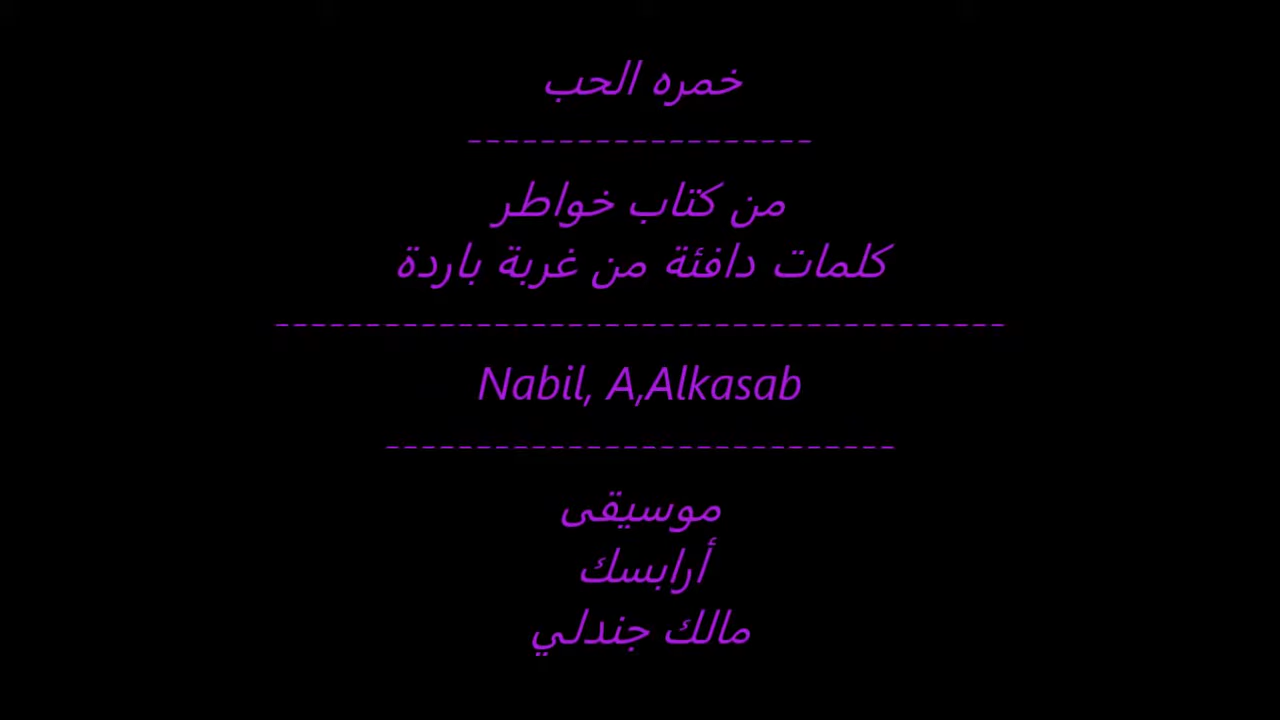 خمره الحب
-------------------
من كتاب خواطر
كلمات دافئة من غربة باردة
----------------------------------------
Nabil, A,Alkasab
----------------------------
موسيقى
أرابسك
مالك جندلي